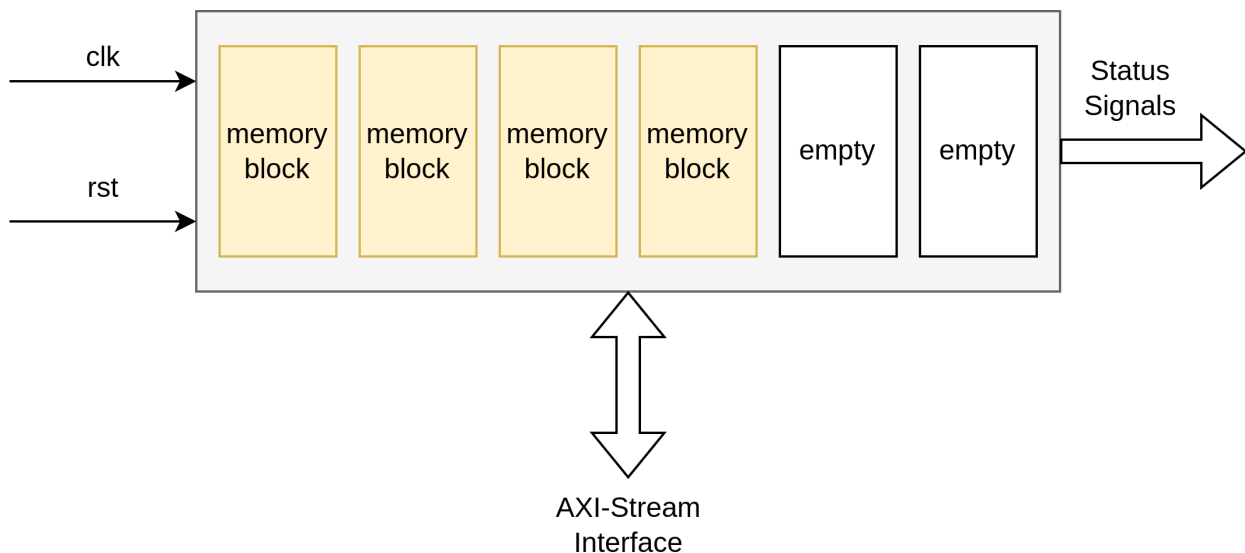 clk
rst
memory
block
memory
block
memory
block
memory
block
empty
empty
Status
Signals
AXI-Stream
Interface